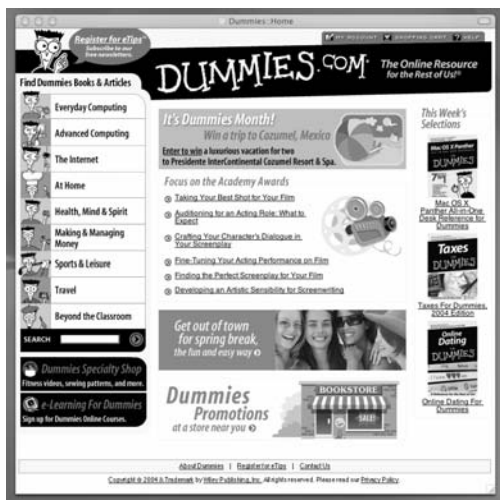 Dummies::Home
Register for eTips
Subscribe to our
free newsletters.
MY ACCOUNT
SHOPPING CART
HELP
DUMMIES.COM
The Online Resource
for the Rest of Us!®
Find Dummies Books & Articles
Everyday Computing
Advanced Computing
The Internet
At Home
Health, Mind & Spirit
Making & Managing
Money
Sports & Leisure
Travel
Beyond the Classroom
SEARCH
Dummies Specialty Shop
Fitness videos, sewing patterns, and more.
e-Learning For Dummies
Sign up for Dummies Online Courses.
It's Dummies Month!
Win a trip to Cozumel, Mexico
Enter to win a luxurious vacation for two
to Presidente InterContinental Cozumel Resort & Spa.
Focus on the Academy Awards
Taking Your Best Shot for Your Film
Auditioning for an Acting Role: What to
Expect
Crafting Your Character's Dialogue in
Your Screenplay
Fine-Tuning Your Acting Performance on Film
Finding the Perfect Screenplay for Your Film
Developing an Artistic Sensibility for Screenwriting
Get out of town
for spring break,
the fun and easy way
Dummies
Promotions
at a store near you
BOOKSTORE
SALE!
This Week's
Selections
Mac OS X Panther
DUMMIES
Mac OS X
Panther All-in-One
Desk Reference for
Dummies
Taxes
DUMMIES
Taxes For Dummies,
2004 Edition
Online
Dating
DUMMIES
Online Dating For
Dummies
About Dummies | Register for eTips | Contact Us
Copyright © 2004 & Trademark by Wiley Publishing, Inc. All rights reserved. Please read our Privacy Policy.